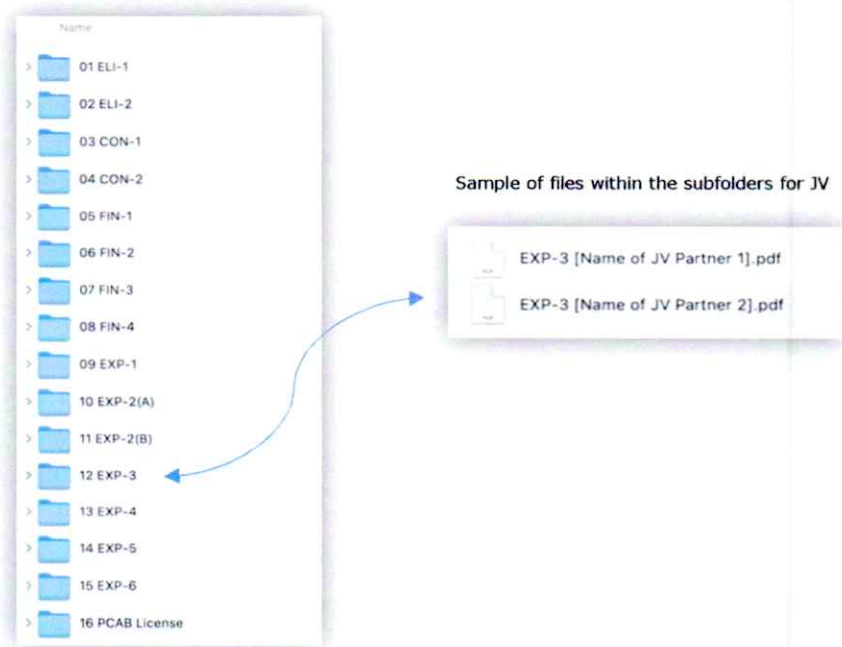 Name
01 ELI-1
02 ELI-2
03 CON-1
04 CON-2
05 FIN-1
06 FIN-2
07 FIN-3
08 FIN-4
09 EXP-1
10 EXP-2(A)
11 EXP-2(B)
12 EXP-3
13 EXP-4
14 EXP-5
15 EXP-6
16 PCAB License
Sample of files within the subfolders for JV
EXP-3 [Name of JV Partner 1].pdf
EXP-3 [Name of JV Partner 2].pdf